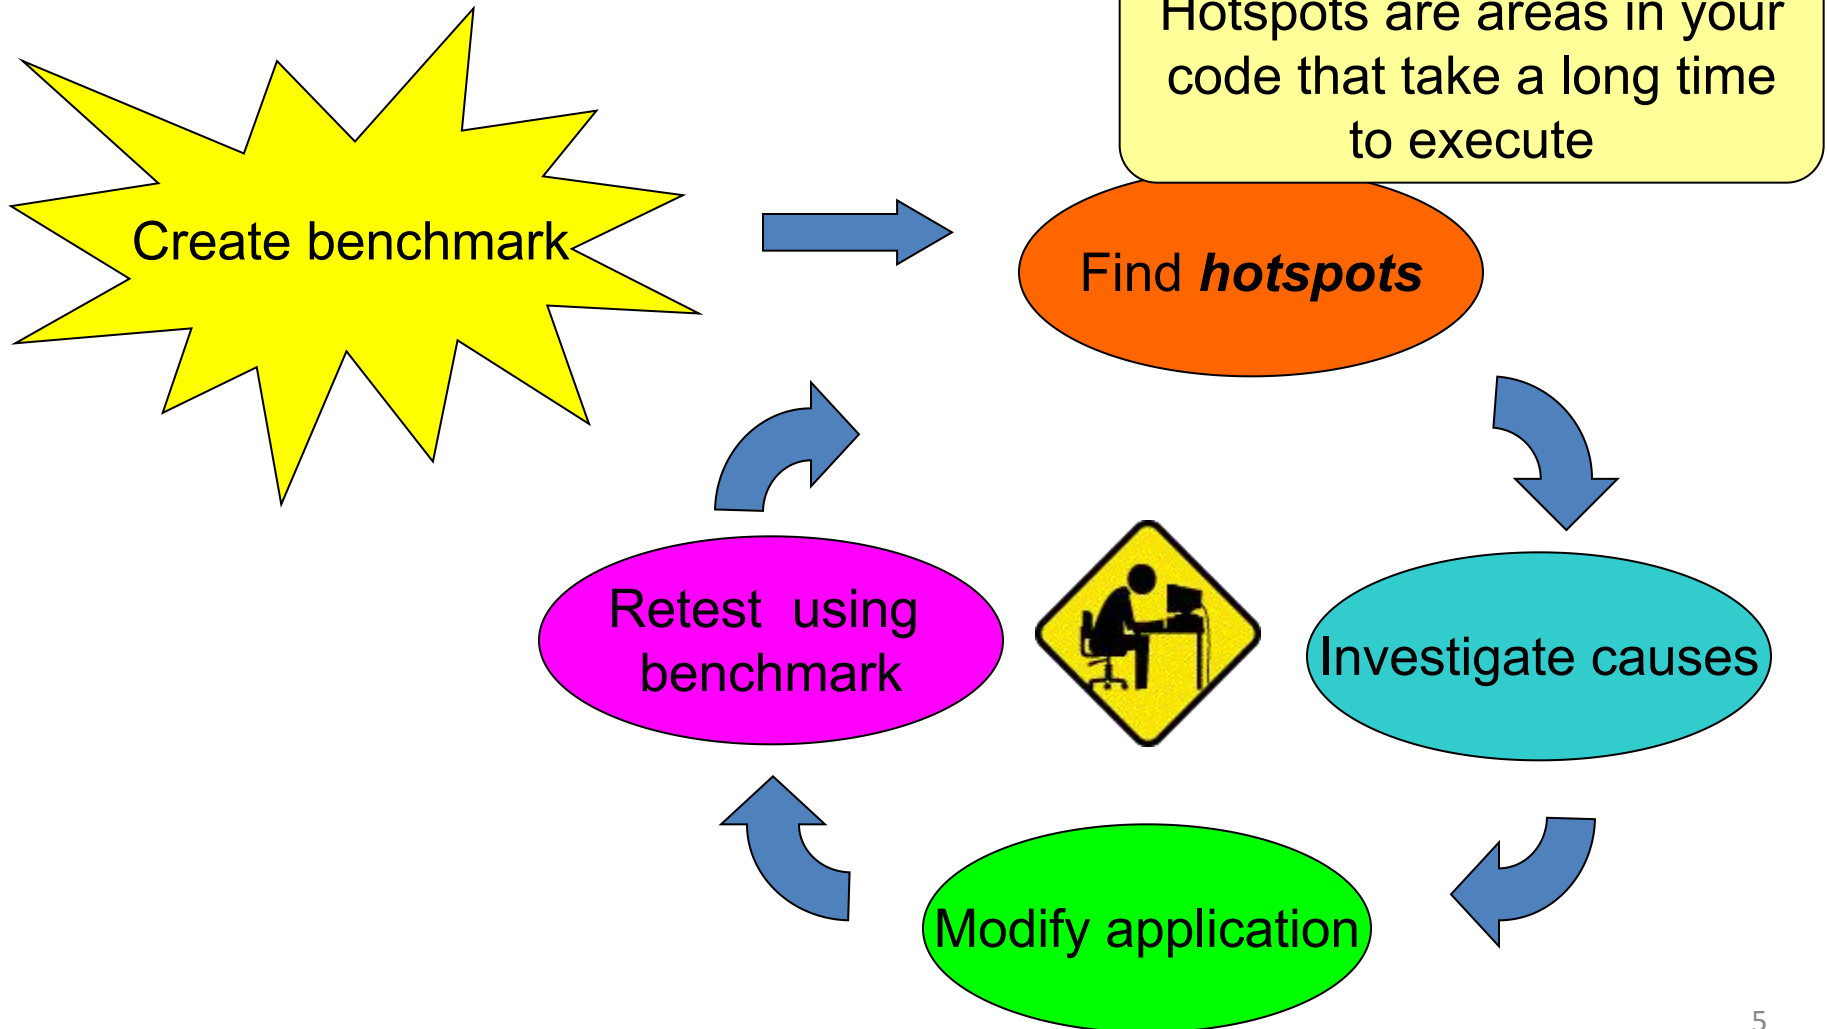 Hotspots are areas in your
code that take a long time
to execute
Create benchmark
Find hotspots
Retest using
benchmark
Investigate causes
Modify application
5